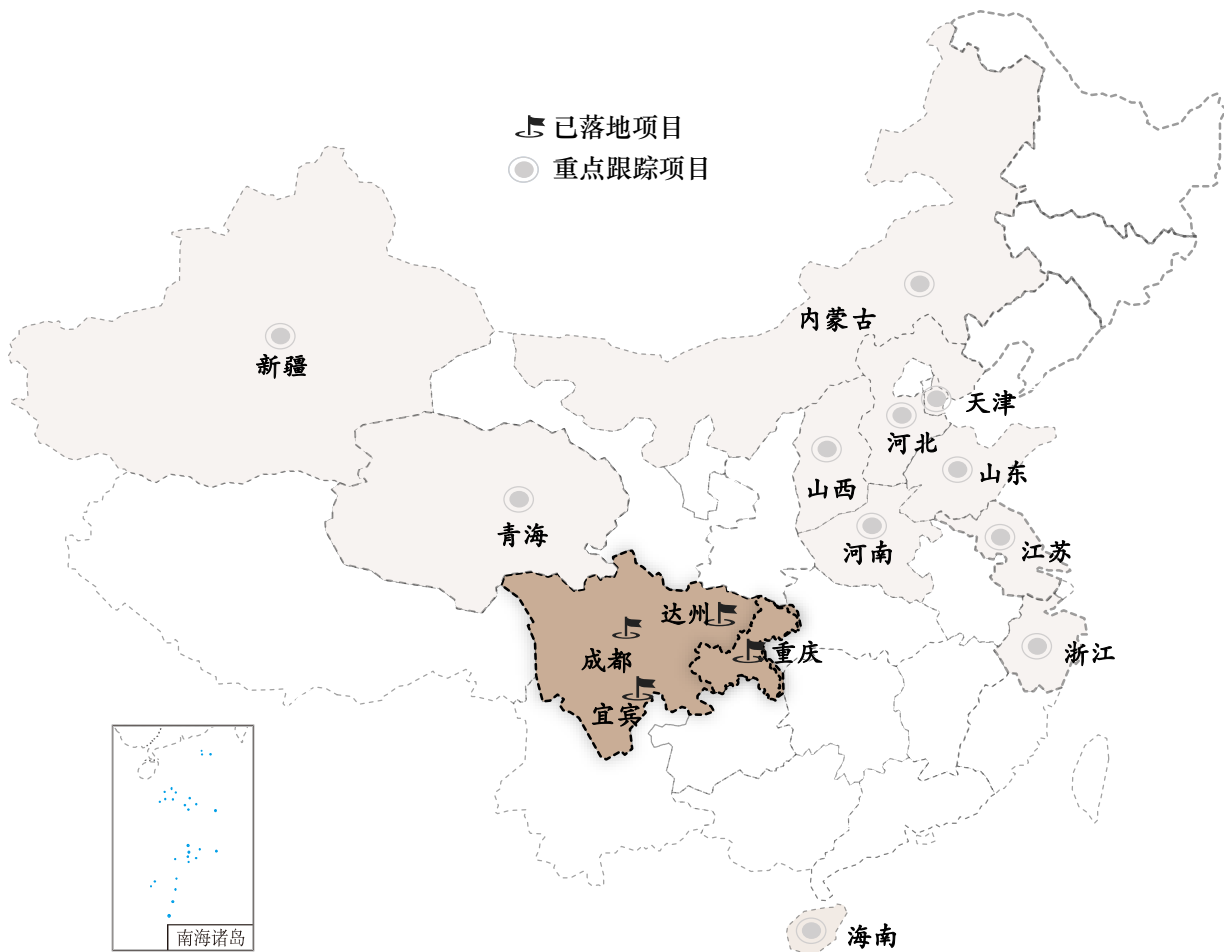 已落地项目
重点跟踪项目
内蒙古
新疆
天津
河北
山东
山西
青海
河南
江苏
达州
重庆
成都
浙江
宜宾
海南
南海诸岛